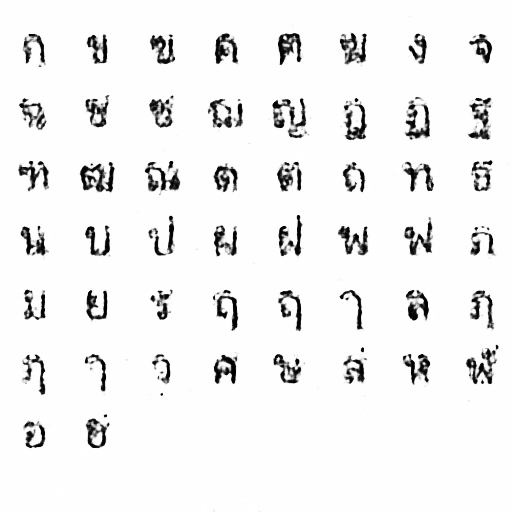 ก ข ฃ ค ฅ ฆ ง จ
ฉ ช ซ ฌ ญ ฎ ฏ ฐ
ฑ ฒ ณ ด ต ถ ท ธ
น บ ป ผ ฝ พ ฟ ภ
ม ย ร ฤ ฤ ๅ ล ฦ
ฦ ๅ ว ศ ษ ส ห ฬ
อ ฮ